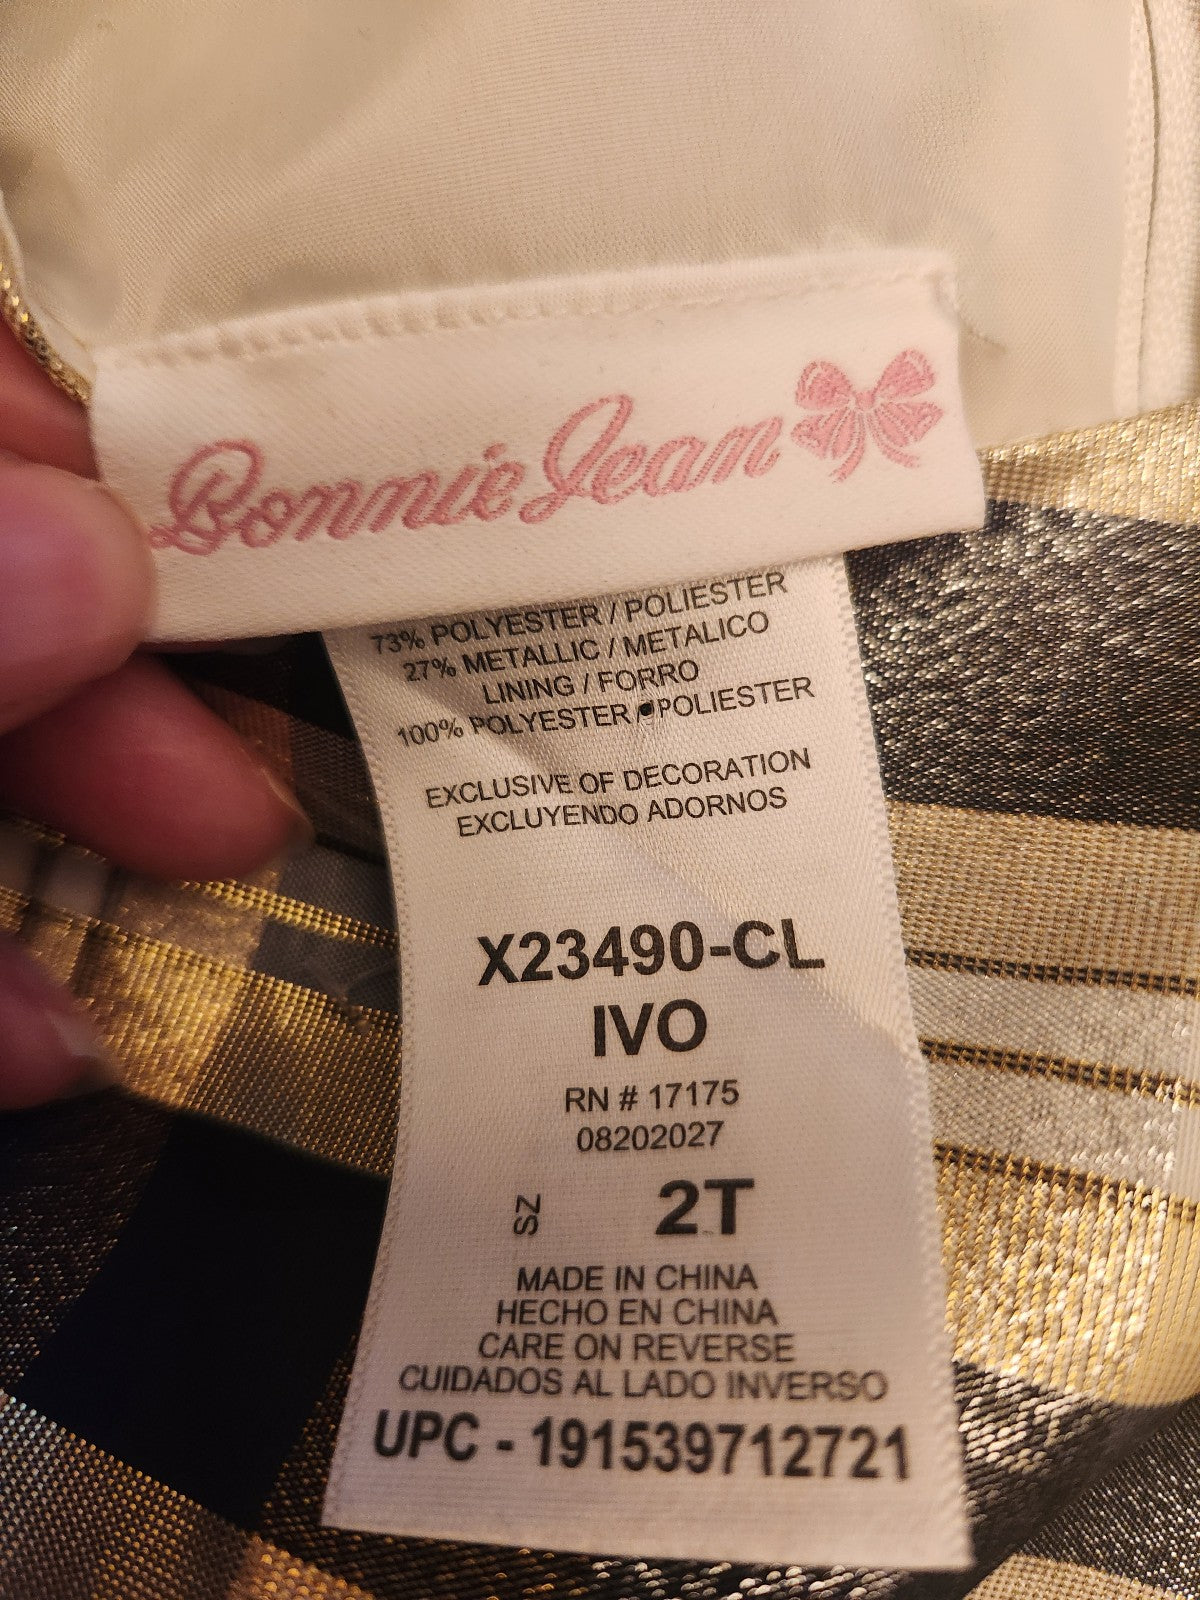 Bonnie Jean
73% POLYESTER / POLIESTER
27% METALLIC / METALICO
LINING / FORRO
100% POLYESTER / POLIESTER
EXCLUSIVE OF DECORATION
EXCLUYENDO ADORNOS
X23490-CL
IVO
RN # 17175
08202027
SZ 2T
MADE IN CHINA
HECHO EN CHINA
CARE ON REVERSE
CUIDADOS AL LADO INVERSO
UPC - 191539712721